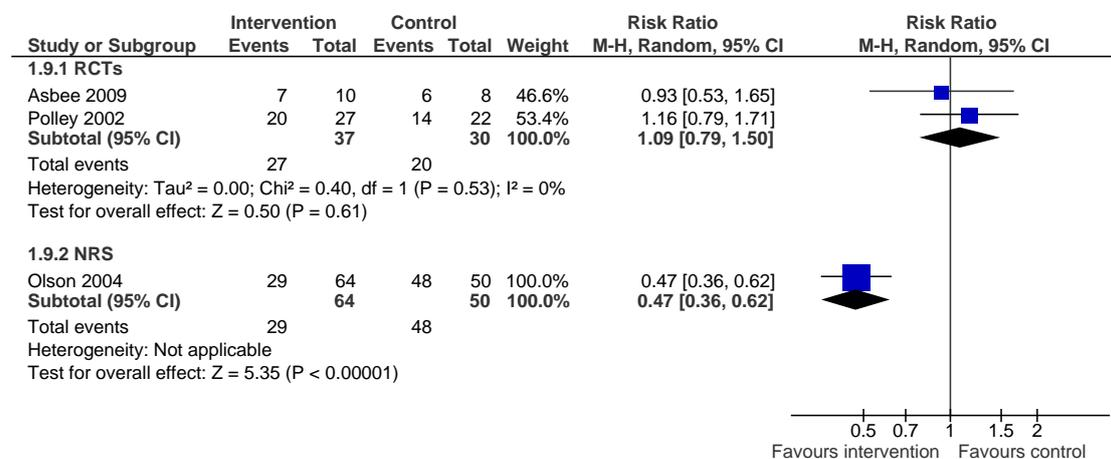 Intervention Control Risk Ratio Risk Ratio
Study or Subgroup Events Total Events Total Weight M-H, Random, 95% CI M-H, Random, 95% CI
1.9.1 RCTs
Asbee 2009 7 10 6 8 46.6% 0.93 [0.53, 1.65]
Polley 2002 20 27 14 22 53.4% 1.16 [0.79, 1.71]
Subtotal (95% CI) 37 30 100.0% 1.09 [0.79, 1.50]
Total events 27 20
Heterogeneity: Tau² = 0.00; Chi² = 0.40, df = 1 (P = 0.53); I² = 0%
Test for overall effect: Z = 0.50 (P = 0.61)
1.9.2 NRS
Olson 2004 29 64 48 50 100.0% 0.47 [0.36, 0.62]
Subtotal (95% CI) 64 50 100.0% 0.47 [0.36, 0.62]
Total events 29 48
Heterogeneity: Not applicable
Test for overall effect: Z = 5.35 (P < 0.00001)
0.5 0.7 1 1.5 2
Favours intervention Favours control